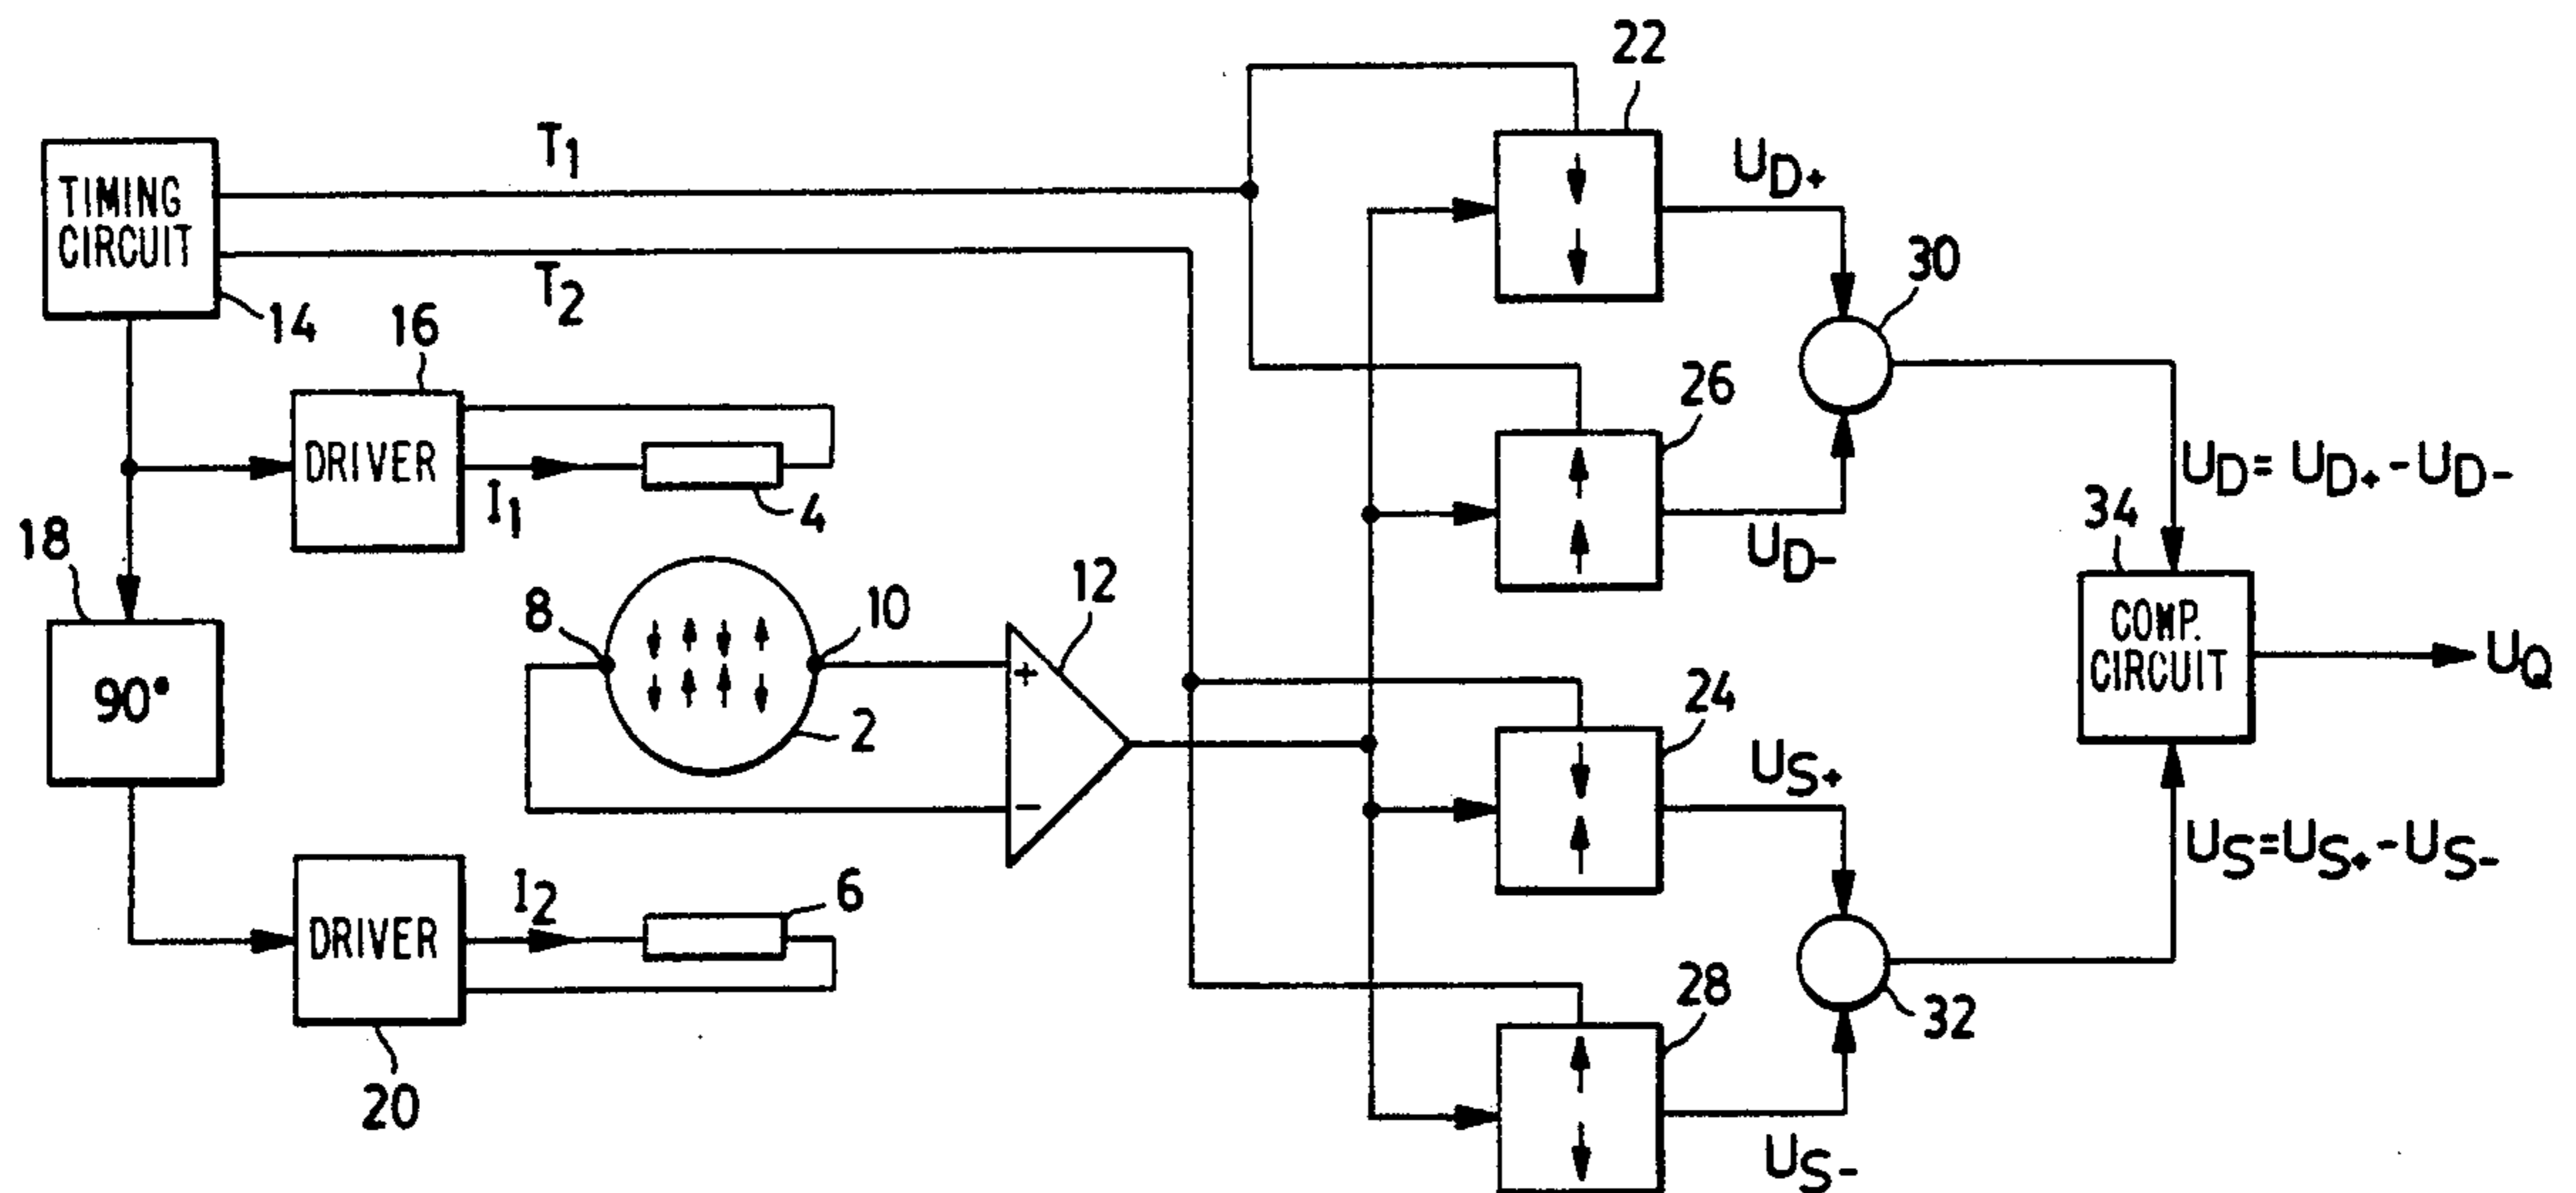 22
T1
TIMING
CIRCUIT
UD+
T2
30
14
16
26
DRIVER
I1
4
UD= UD+ - UD-
34
18
UD-
8
10
12
COMP.
CIRCUIT
UQ
90°
2
+
-
24
US+
US=US+ - US-
I2
6
DRIVER
28
32
20
US-